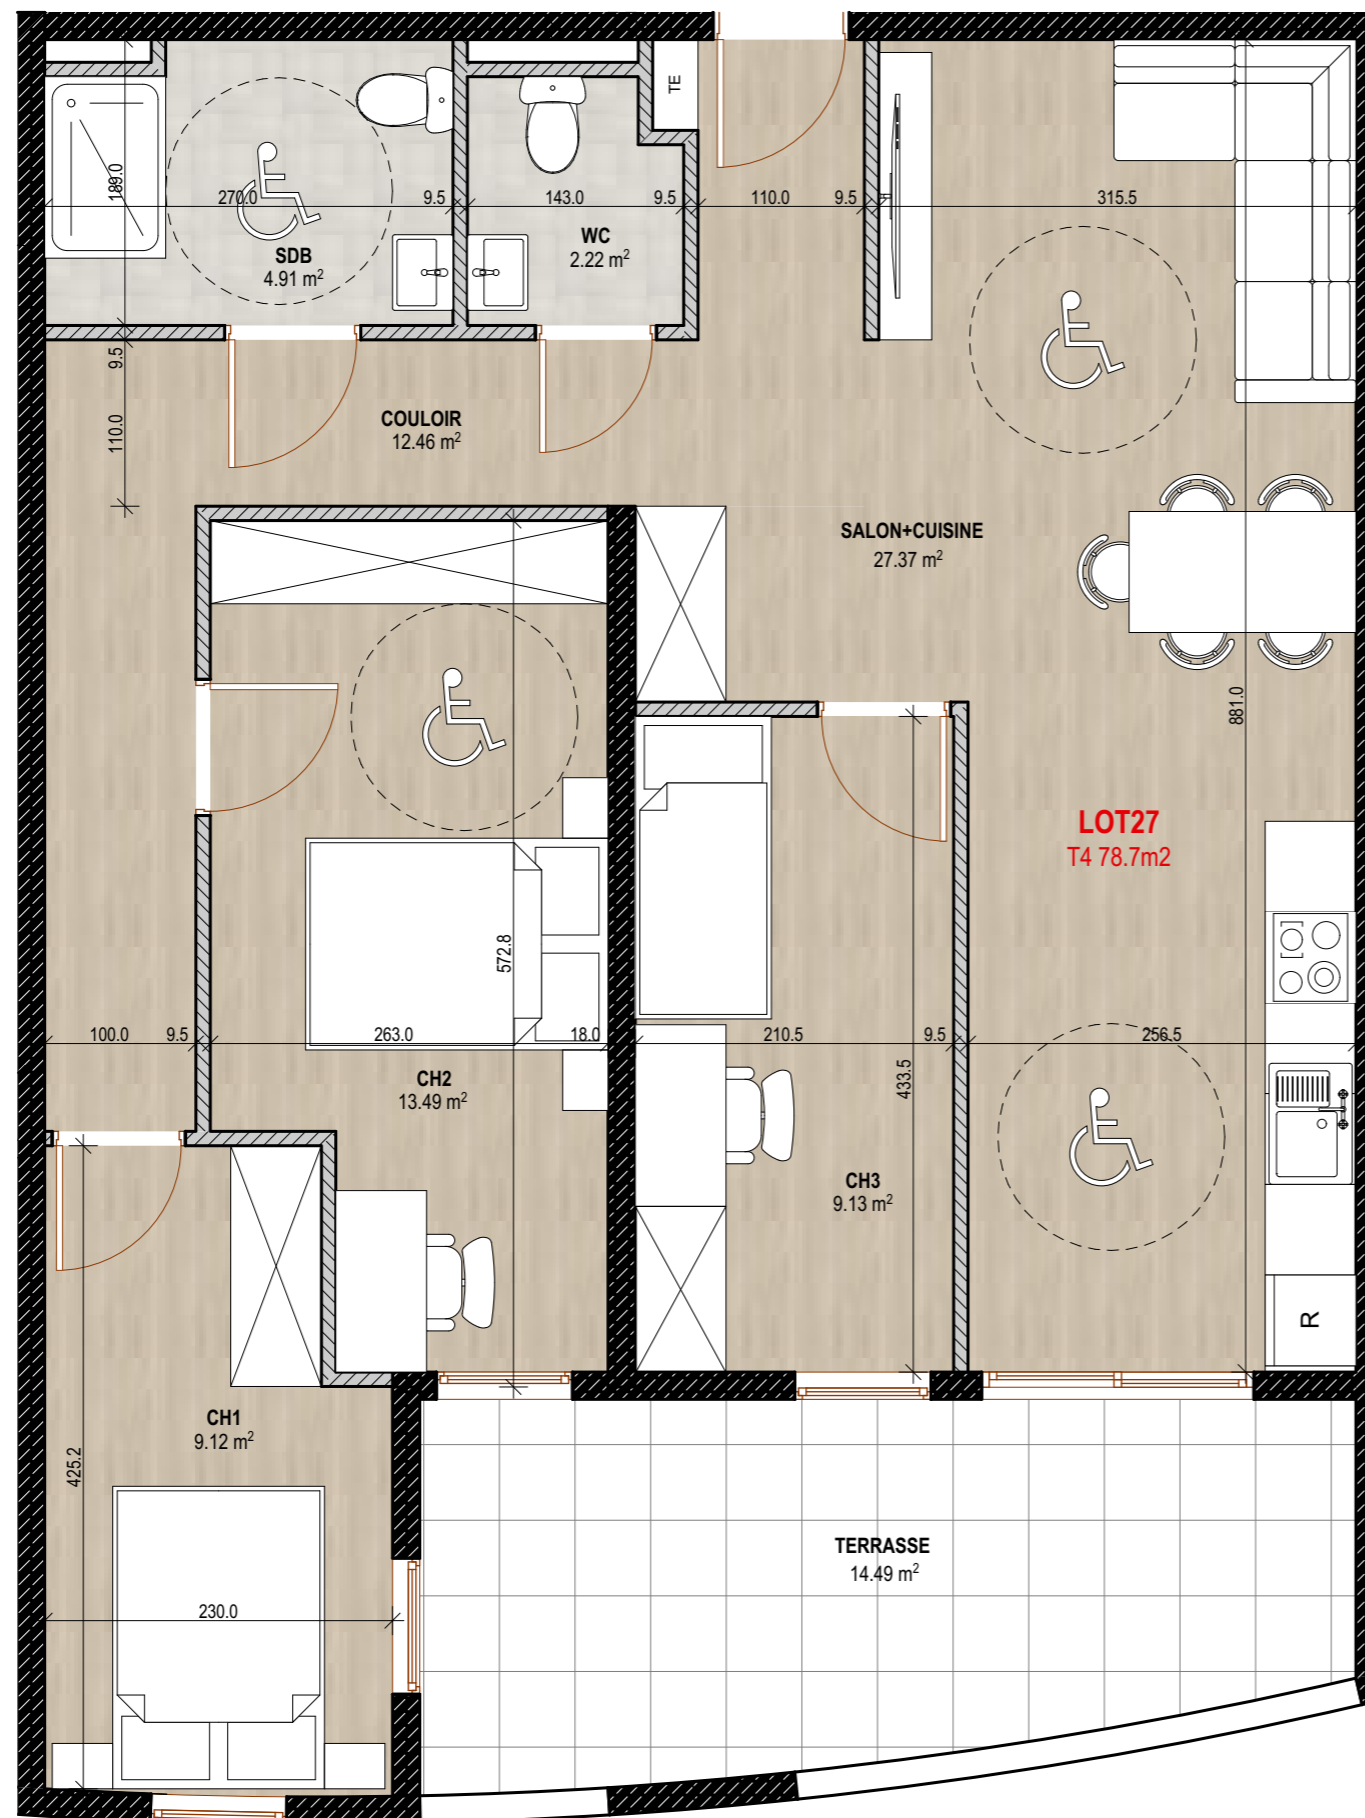 TE
189.0
270.0
9.5
143.0
9.5
110.0
9.5
315.5
SDB
4.91 m²
WC
2.22 m²
9.5
110.0
COULOIR
12.46 m²
SALON+CUISINE
27.37 m²
881.0
LOT27
T4 78.7m2
572.8
100.0
9.5
263.0
18.0
210.5
9.5
256.5
433.5
CH2
13.49 m²
CH3
9.13 m²
R
CH1
9.12 m²
425.2
TERRASSE
14.49 m²
230.0